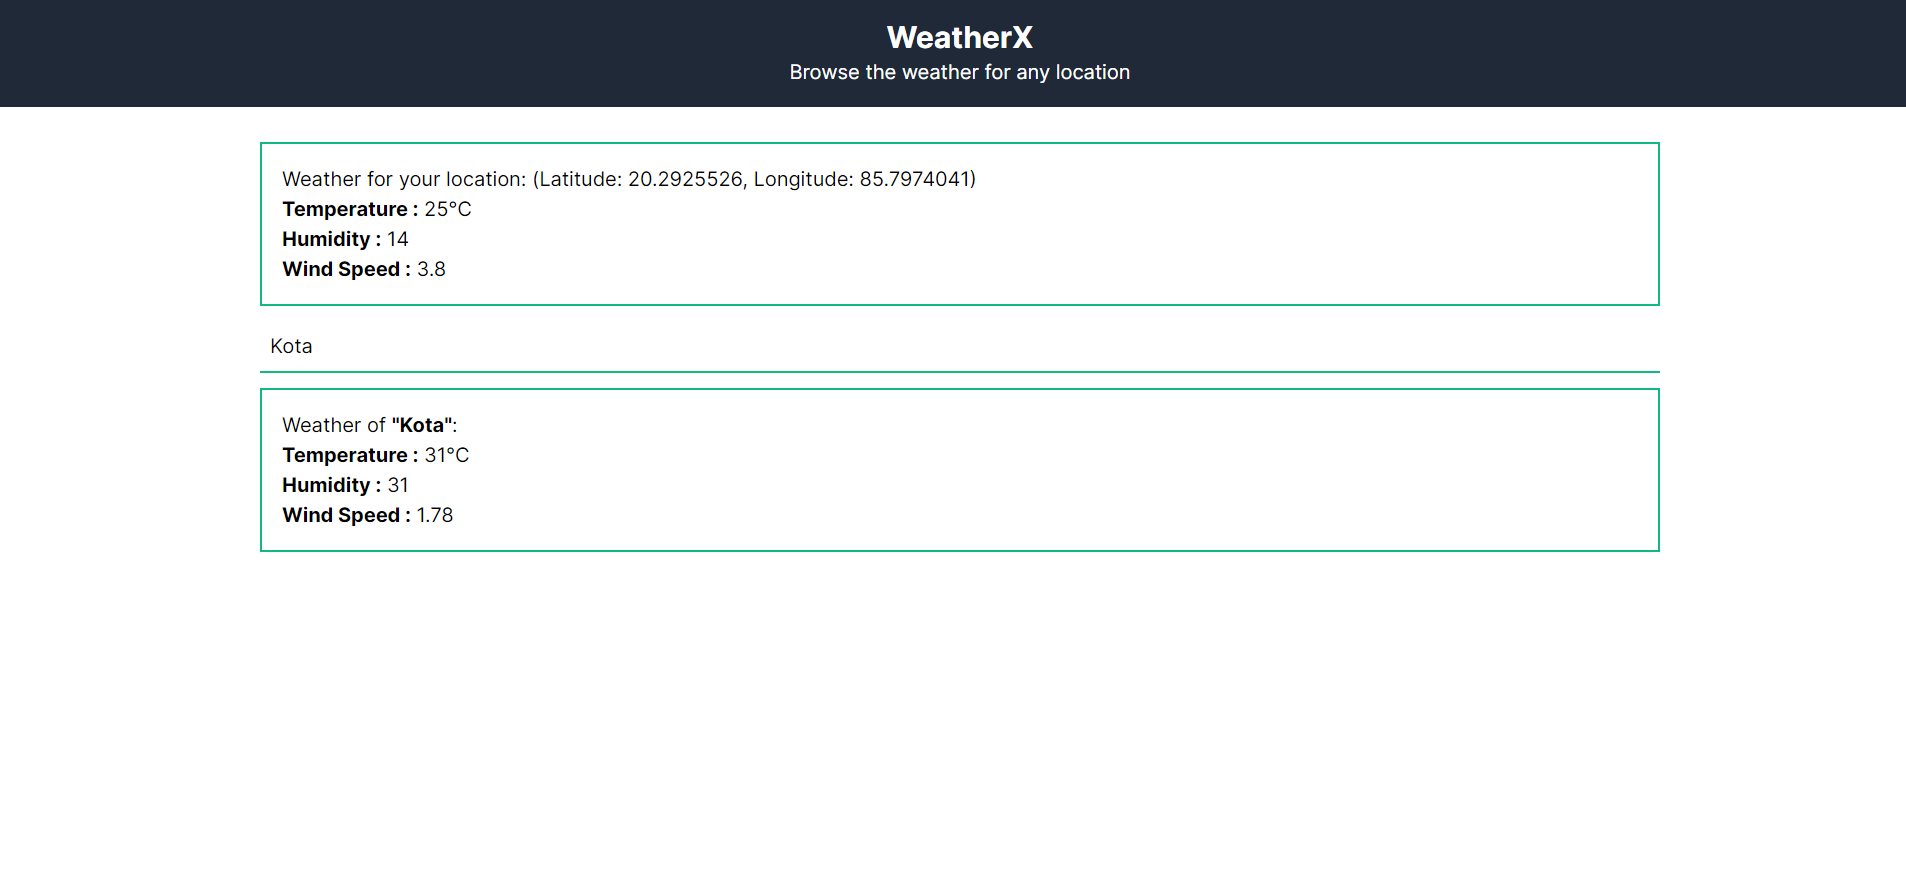 WeatherX
Browse the weather for any location
Weather for your location: (Latitude: 20.2925526, Longitude: 85.7974041)
Temperature : 25°C
Humidity : 14
Wind Speed : 3.8
Kota
Weather of "Kota":
Temperature : 31°C
Humidity : 31
Wind Speed : 1.78